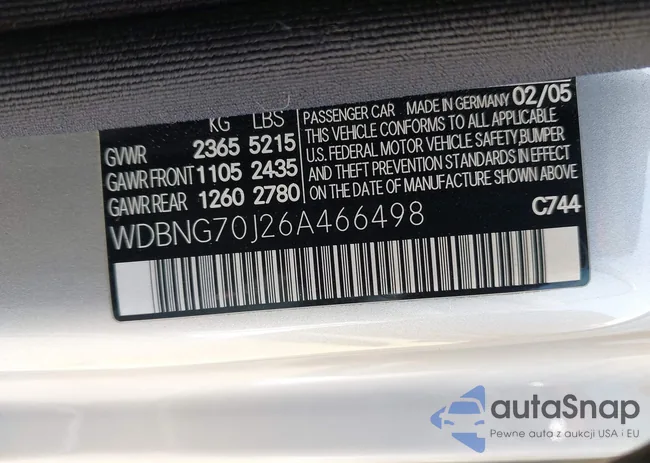 KG LBS
GVWR 2365 5215
GAWR FRONT 1105 2435
GAWR REAR 1260 2780
PASSENGER CAR MADE IN GERMANY 02/05
THIS VEHICLE CONFORMS TO ALL APPLICABLE
U.S. FEDERAL MOTOR VEHICLE SAFETY, BUMPER
AND THEFT PREVENTION STANDARDS IN EFFECT
ON THE DATE OF MANUFACTURE SHOWN ABOVE
WDBNG70J26A466498
C744
autoSnap
Pewne auta z aukcji USA i EU